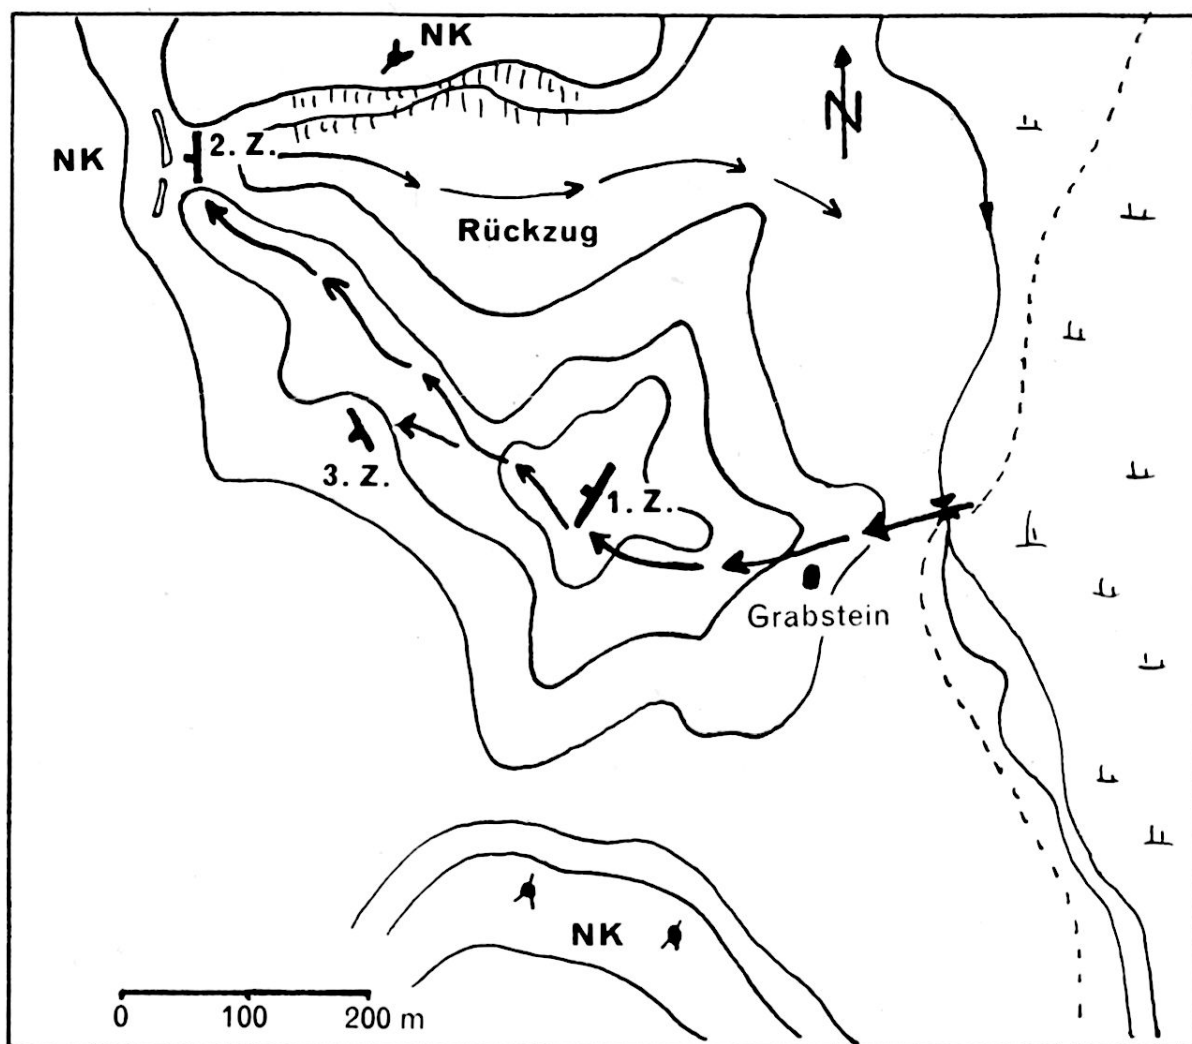 NK
N
NK
2. Z.
Rückzug
3. Z.
1. Z.
Grabstein
NK
0 100 200 m